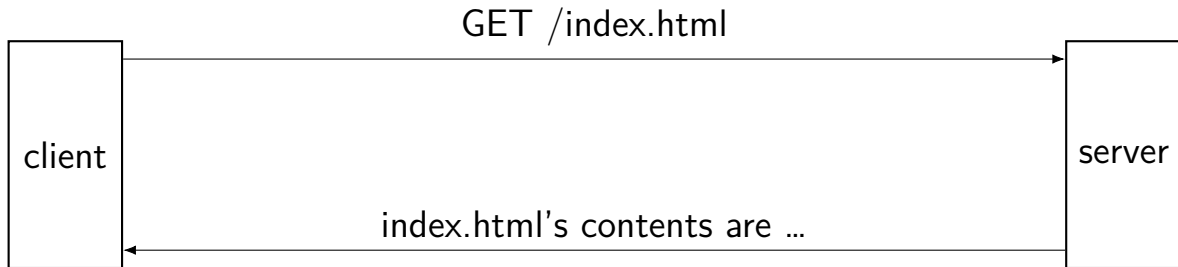 GET /index.html
client
server
index.html's contents are …